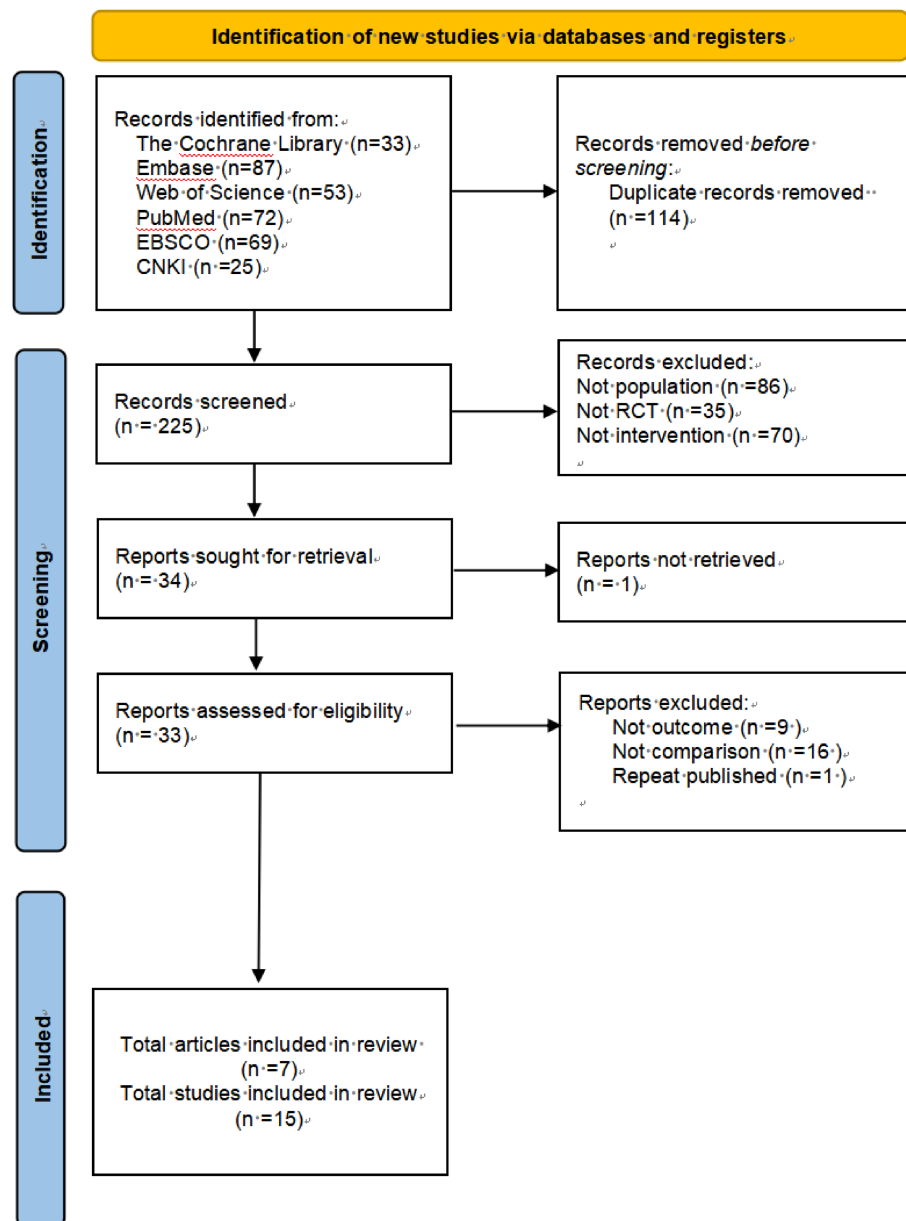 Identification of new studies via databases and registers
Identification
Records identified from:
The Cochrane Library (n=33)
Embase (n=87)
Web of Science (n=53)
PubMed (n=72)
EBSCO (n=69)
CNKI (n =25)
Records removed before
screening:
Duplicate records removed
(n =114)
Screening
Records screened
(n = 225)
Records excluded:
Not population (n =86)
Not RCT (n =35)
Not intervention (n =70)
Reports sought for retrieval
(n = 34)
Reports not retrieved
(n = 1)
Reports assessed for eligibility
(n = 33)
Reports excluded:
Not outcome (n =9 )
Not comparison (n =16 )
Repeat published (n =1 )
Included
Total articles included in review
(n =7)
Total studies included in review
(n =15)